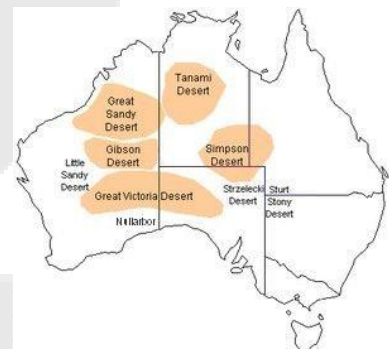 Tanami
Desert
Great
Sandy
Desert
Gibson
Desert
Simpson
Desert
Little
Sandy
Desert
Great Victoria Desert
Strzelecki
Desert
Sturt
Stony
Desert
Nullarbor